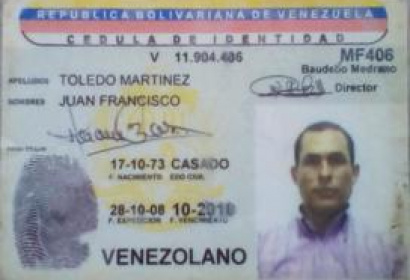 REPUBLICA BOLIVARIANA DE VENEZUELA
CEDULA DE IDENTIDAD
V 11.904.486 MF406
Baudelio Medrano
Director
APELLIDOS TOLEDO MARTINEZ
NOMBRES JUAN FRANCISCO
17-10-73 CASADO
F. NACIMIENTO EDO CIVIL
28-10-08 10-2018
F. EXPEDICION F. VENCIMIENTO
VENEZOLANO